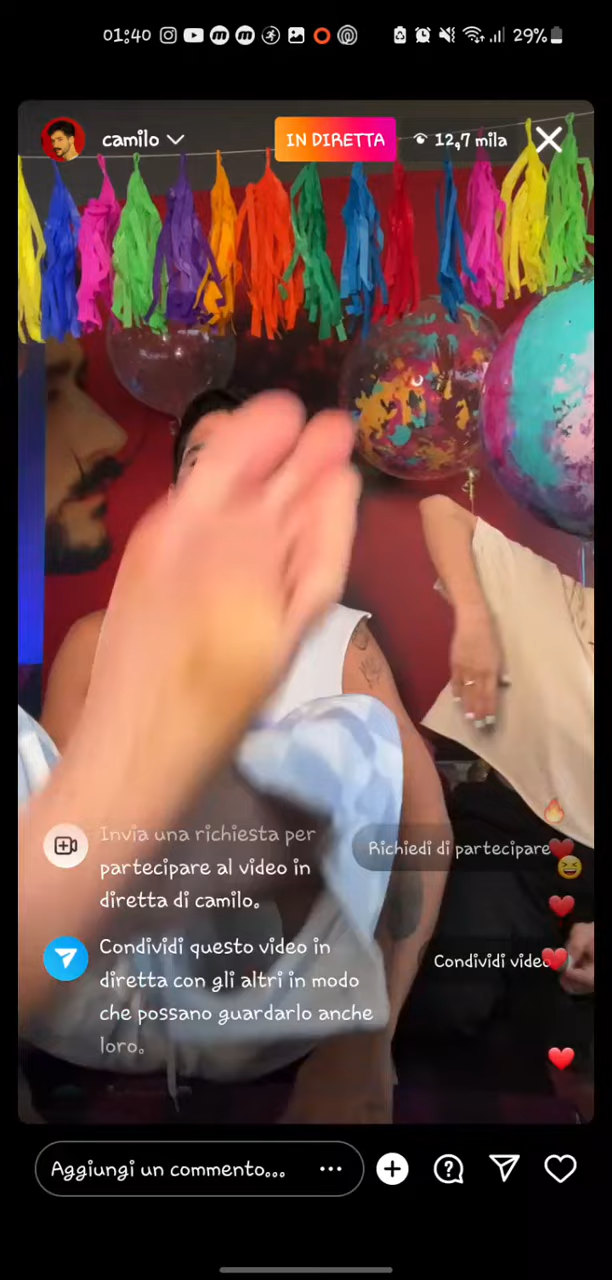 01:40
29%
camilo
IN DIRETTA
12,7 mila
Invia una richiesta per
partecipare al video in
diretta di camilo.
Richiedi di partecipare
Condividi questo video in
diretta con gli altri in modo
che possano guardarlo anche
loro.
Condividi video
Aggiungi un commento...